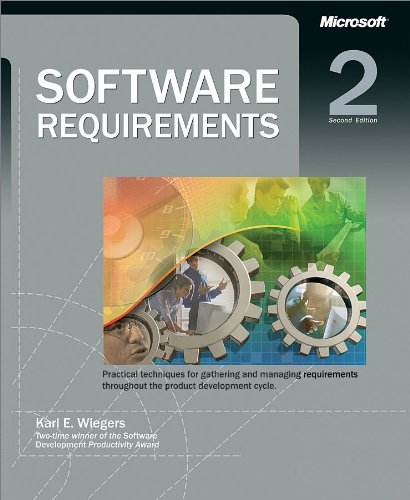 Microsoft®
SOFTWARE
REQUIREMENTS
2
Second Edition
Practical techniques for gathering and managing requirements
throughout the product development cycle.
Karl E. Wiegers
Two-time winner of the Software
Development Productivity Award